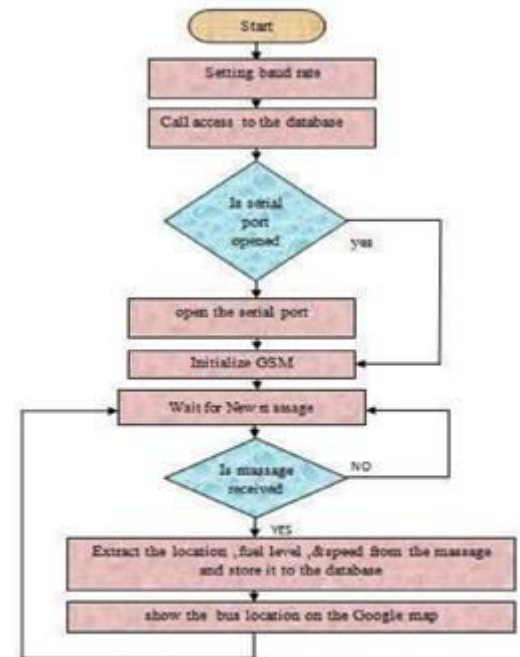 Start
Setting baud rate
Call access to the database
Is serial
port
opened
yes
open the serial port
Initialize GSM
Wait for New massage
Is massage
received
NO
YES
Extract the location ,fuel level ,&speed from the massage
and store it to the database
show the bus location on the Google map